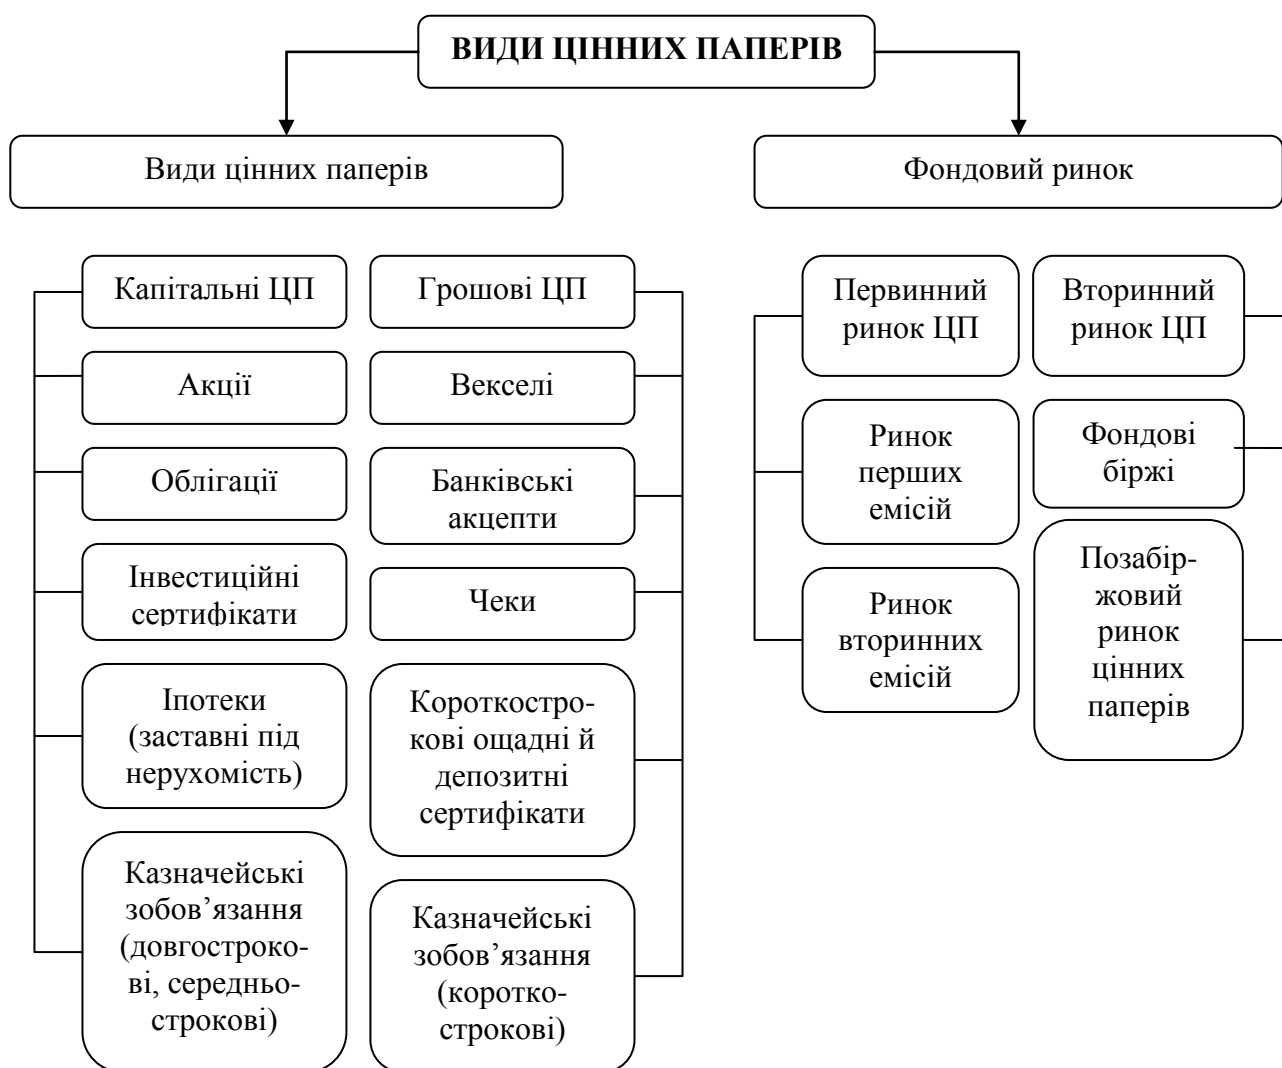 ВИДИ ЦІННИХ ПАПЕРІВ
Види цінних паперів
Фондовий ринок
Капітальні ЦП
Акції
Облігації
Інвестиційні
сертифікати
Іпотеки
(заставні під
нерухомість)
Казначейські
зобов’язання
(довгостроко-
ві, середньо-
строкові)
Грошові ЦП
Векселі
Банківські
акцепти
Чеки
Короткостро-
кові ощадні й
депозитні
сертифікати
Казначейські
зобов’язання
(коротко-
строкові)
Первинний
ринок ЦП
Ринок
перших
емісій
Ринок
вторинних
емісій
Вторинний
ринок ЦП
Фондові
біржі
Позабір-
жовий
ринок
цінних
паперів